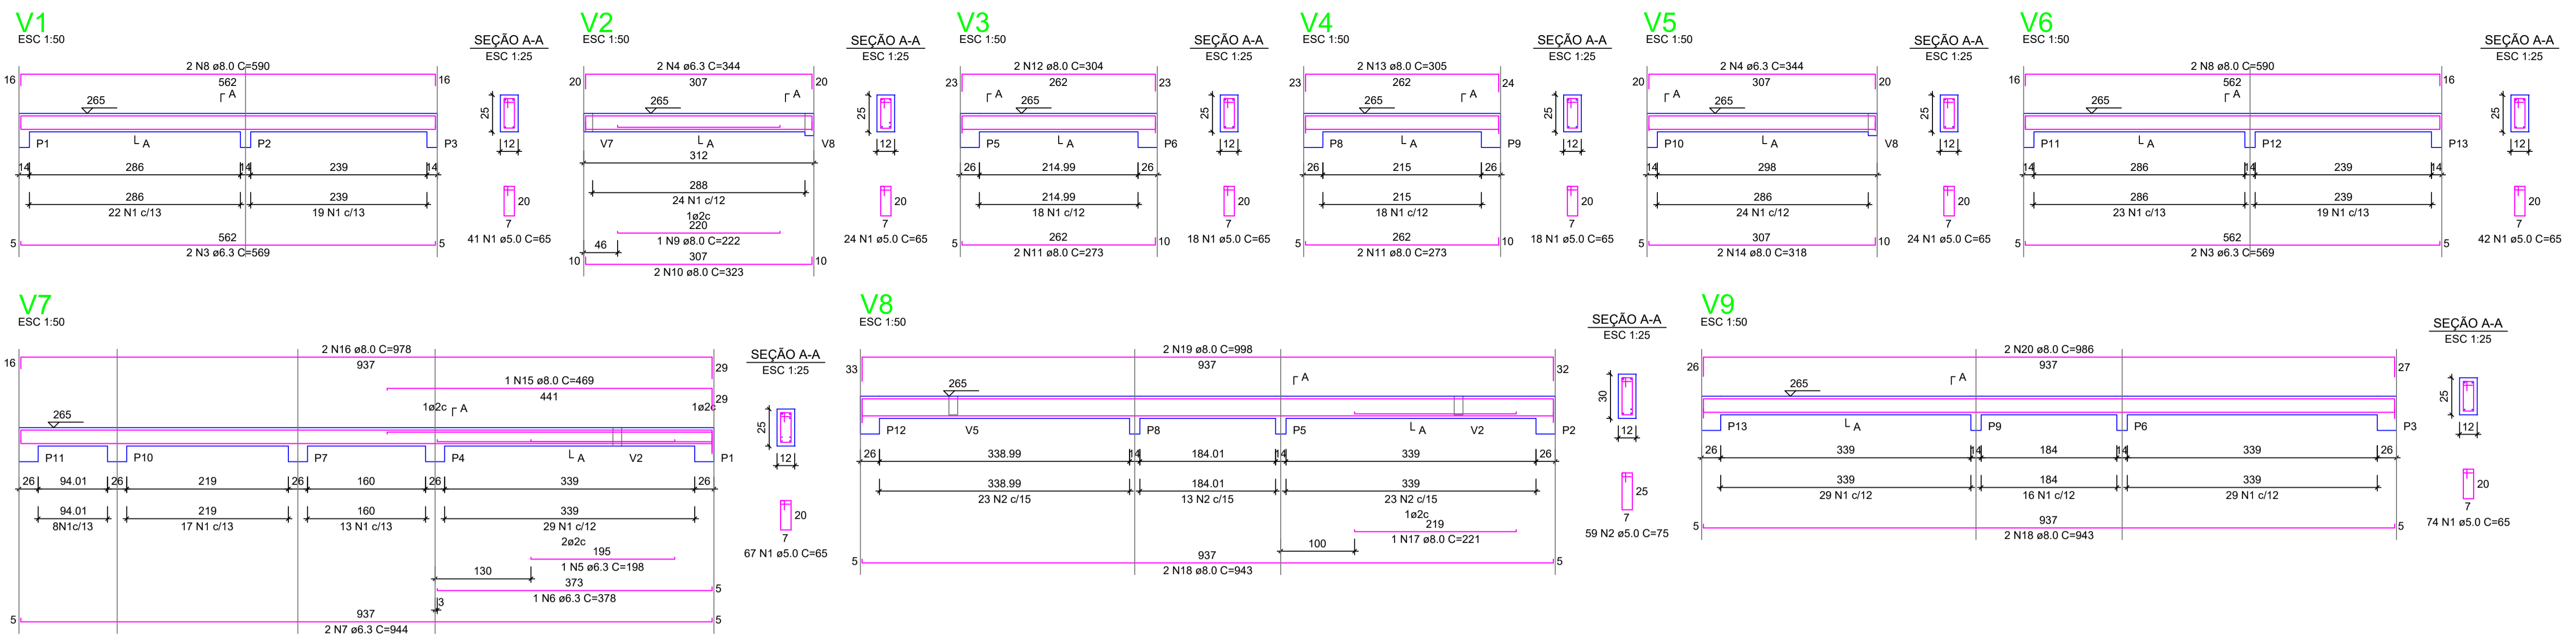 V1
ESC 1:50
SEÇÃO A-A
ESC 1:25
2 N8 ø8.0 C=590
16 562 16
A
265
25
12
P1 A P2 P3
14 286 14 239 14
286 239
22 N1 c/13 19 N1 c/13
20
7
41 N1 ø5.0 C=65
5 562 5
2 N3 ø6.3 C=569
V2
ESC 1:50
SEÇÃO A-A
ESC 1:25
2 N4 ø6.3 C=344
20 307 20
A
265
25
12
V7 A V8
312
288
24 N1 c/12
1ø2c
220
1 N9 ø8.0 C=222
46
20
7
24 N1 ø5.0 C=65
10 307 10
2 N10 ø8.0 C=323
V3
ESC 1:50
SEÇÃO A-A
ESC 1:25
2 N12 ø8.0 C=304
23 262 23
A
265
25
12
P5 A P6
26 214.99 26
214.99
18 N1 c/12
20
7
18 N1 ø5.0 C=65
5 262 10
2 N11 ø8.0 C=273
V4
ESC 1:50
SEÇÃO A-A
ESC 1:25
2 N13 ø8.0 C=305
23 262 24
265
A
25
12
P8 A P9
26 215 26
215
18 N1 c/12
20
7
18 N1 ø5.0 C=65
5 262 10
2 N11 ø8.0 C=273
V5
ESC 1:50
SEÇÃO A-A
ESC 1:25
2 N4 ø6.3 C=344
20 307 20
A
265
25
12
P10 A V8
14 298
286
24 N1 c/12
20
7
24 N1 ø5.0 C=65
5 307 10
2 N14 ø8.0 C=318
V6
ESC 1:50
SEÇÃO A-A
ESC 1:25
2 N8 ø8.0 C=590
16 562 16
A
265
25
12
P11 A P12 P13
14 286 14 239 14
286 239
23 N1 c/13 19 N1 c/13
20
7
42 N1 ø5.0 C=65
5 562 5
2 N3 ø6.3 C=569
V7
ESC 1:50
SEÇÃO A-A
ESC 1:25
2 N16 ø8.0 C=978
16 937 29
1 N15 ø8.0 C=469
441 29
1ø2c A 1ø2c
265
25
12
P11 P10 P7 P4 A V2 P1
26 94.01 26 219 26 160 26 339 26
94.01 219 160 339
8N1c/13 17 N1 c/13 13 N1 c/13 29 N1 c/12
20
7
67 N1 ø5.0 C=65
2ø2c
195
1 N5 ø6.3 C=198
130
373 5
1 N6 ø6.3 C=378
3
5 937 5
2 N7 ø6.3 C=944
V8
ESC 1:50
SEÇÃO A-A
ESC 1:25
2 N19 ø8.0 C=998
33 937 32
A
265
30
12
P12 V5 P8 P5 A V2 P2
26 338.99 14 184.01 14 339 26
338.99 184.01 339
23 N2 c/15 13 N2 c/15 23 N2 c/15
25
7
59 N2 ø5.0 C=75
1ø2c
219
1 N17 ø8.0 C=221
100
5 937 5
2 N18 ø8.0 C=943
V9
ESC 1:50
SEÇÃO A-A
ESC 1:25
2 N20 ø8.0 C=986
26 937 27
A
265
25
12
P13 A P9 P6 P3
26 339 14 184 14 339 26
339 184 339
29 N1 c/12 16 N1 c/12 29 N1 c/12
20
7
74 N1 ø5.0 C=65
5 937 5
2 N18 ø8.0 C=943